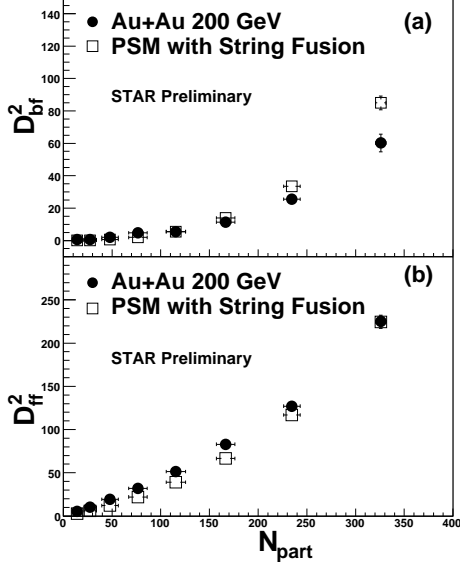 (a)
Au+Au 200 GeV
PSM with String Fusion
STAR Preliminary
D²bf
140
120
100
80
60
40
20
0
(b)
Au+Au 200 GeV
PSM with String Fusion
STAR Preliminary
D²ff
250
200
150
100
50
0
0 50 100 150 200 250 300 350 400
Npart